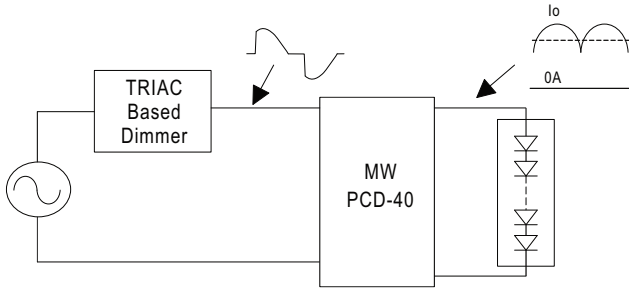 Io
0A
TRIAC
Based
Dimmer
MW
PCD-40